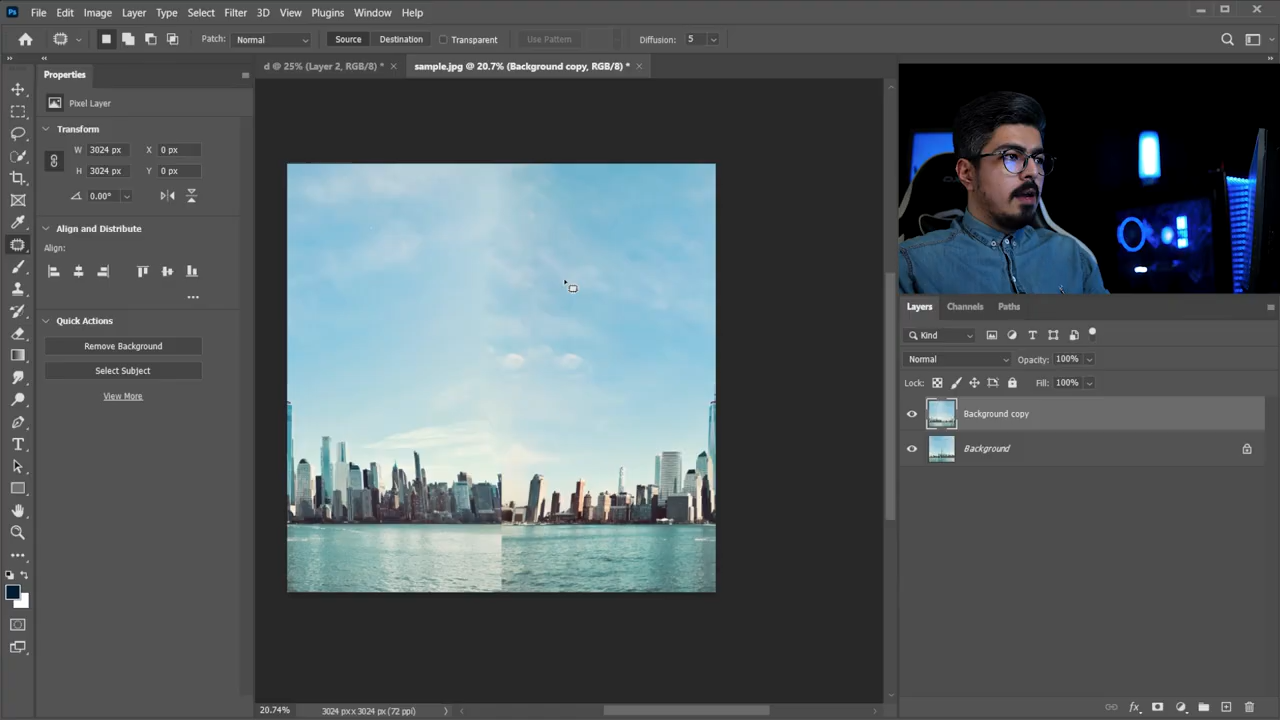 Ps File Edit Image Layer Type Select Filter 3D View Plugins Window Help
Patch: Normal Source Destination Transparent Use Pattern Diffusion: 5
d @ 25% (Layer 2, RGB/8) * × sample.jpg @ 20.7% (Background copy, RGB/8) * ×
Properties
Pixel Layer
Transform
W 3024 px X 0 px
H 3024 px Y 0 px
0.00°
Align and Distribute
Align:
Quick Actions
Remove Background
Select Subject
View More
Layers Channels Paths
Kind
Normal Opacity: 100%
Lock: Fill: 100%
Background copy
Background
20.74% 3024 px x 3024 px (72 ppi)